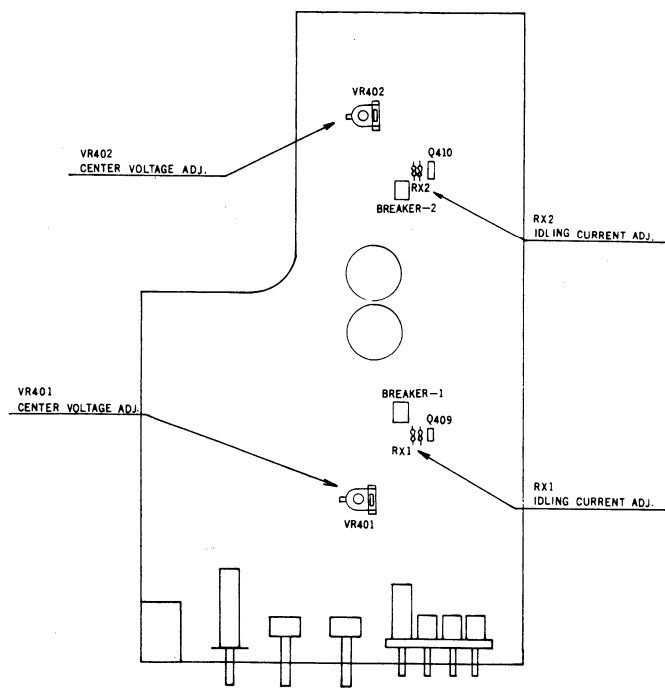 VR402
VR402
CENTER VOLTAGE ADJ.
Q410
RX2
BREAKER-2
RX2
IDLING CURRENT ADJ.
VR401
CENTER VOLTAGE ADJ.
BREAKER-1
Q409
RX1
RX1
IDLING CURRENT ADJ.
VR401